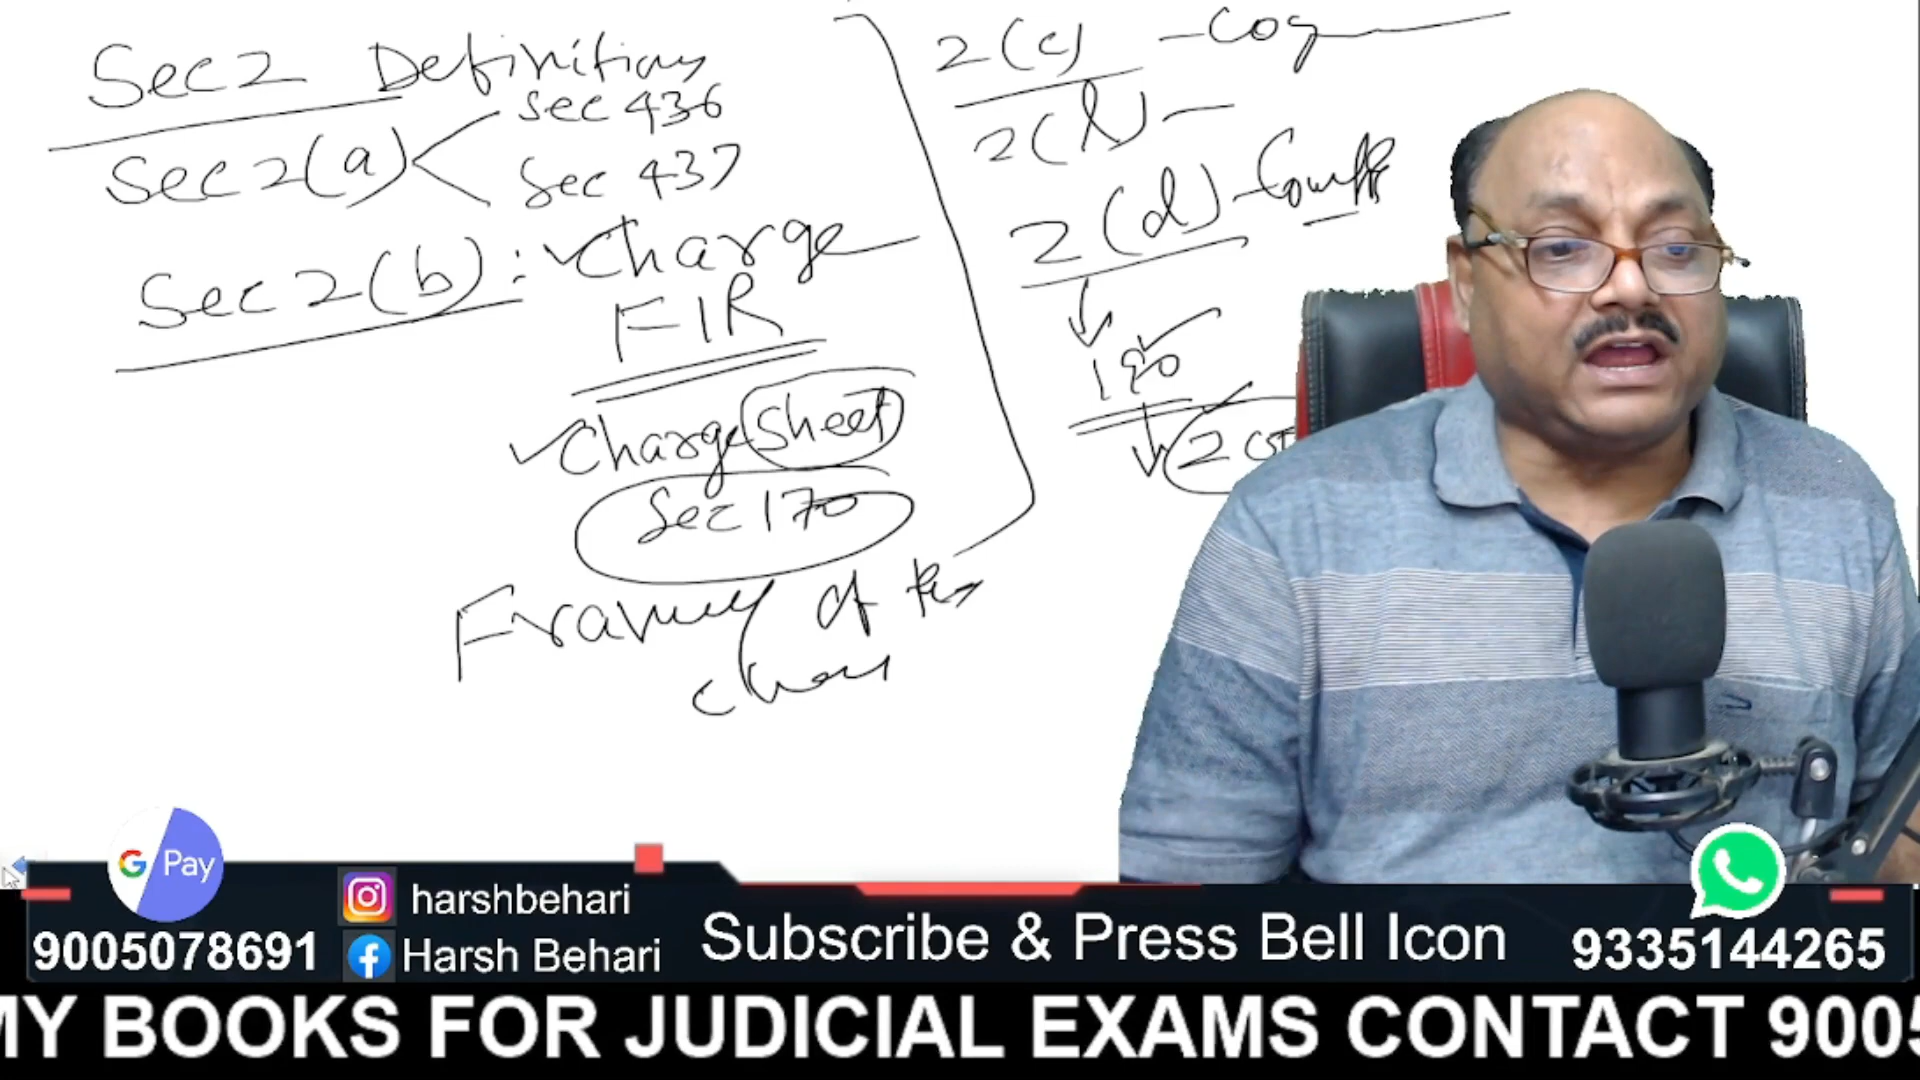 Sec 2 Definitions
Sec 2(a) < Sec 436
Sec 437
Sec 2(b) : Charge
FIR
Charge Sheet
Sec 170
of
2(c) - Cog
2(l) -
2(d) -
190
G Pay
9005078691
harshbehari
Harsh Behari
Subscribe & Press Bell Icon
9335144265
MY BOOKS FOR JUDICIAL EXAMS CONTACT 9005